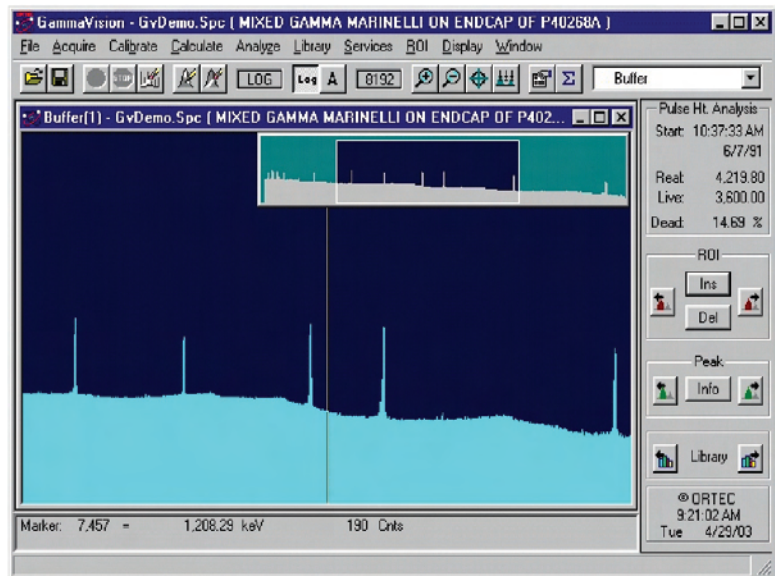 GammaVision - GvDemo.Spc ( MIXED GAMMA MARINELLI ON ENDCAP OF P40268A )
File Acquire Calibrate Calculate Analyze Library Services ROI Display Window
STOP LOG Log A 8192 Σ Buffer
Buffer(1) - GvDemo.Spc ( MIXED GAMMA MARINELLI ON ENDCAP OF P402...
Pulse Ht. Analysis
Start: 10:37:33 AM
6/7/91
Real: 4,219.80
Live: 3,600.00
Dead: 14.69 %
ROI
Ins
Del
Peak
Info
Library
© ORTEC
9:21:02 AM
Tue 4/29/03
Marker: 7,457 = 1,208.29 keV 190 Cnts